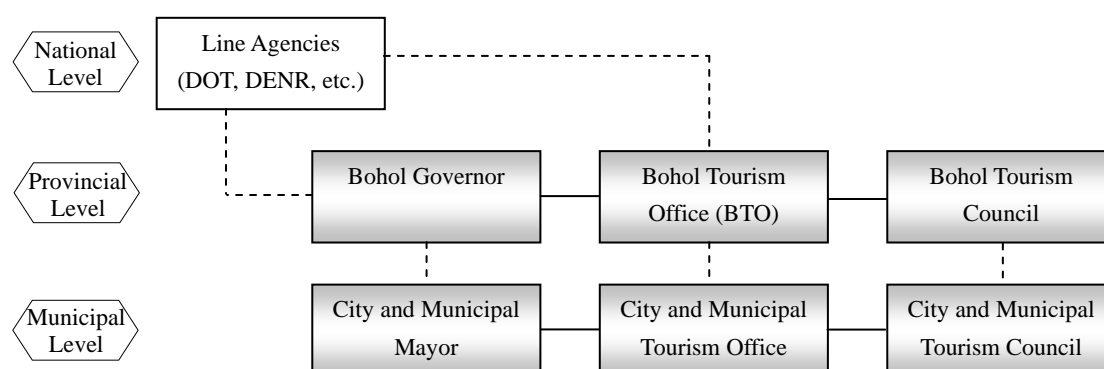 National
Level
Line Agencies
(DOT, DENR, etc.)
Provincial
Level
Bohol Governor
Bohol Tourism
Office (BTO)
Bohol Tourism
Council
Municipal
Level
City and Municipal
Mayor
City and Municipal
Tourism Office
City and Municipal
Tourism Council